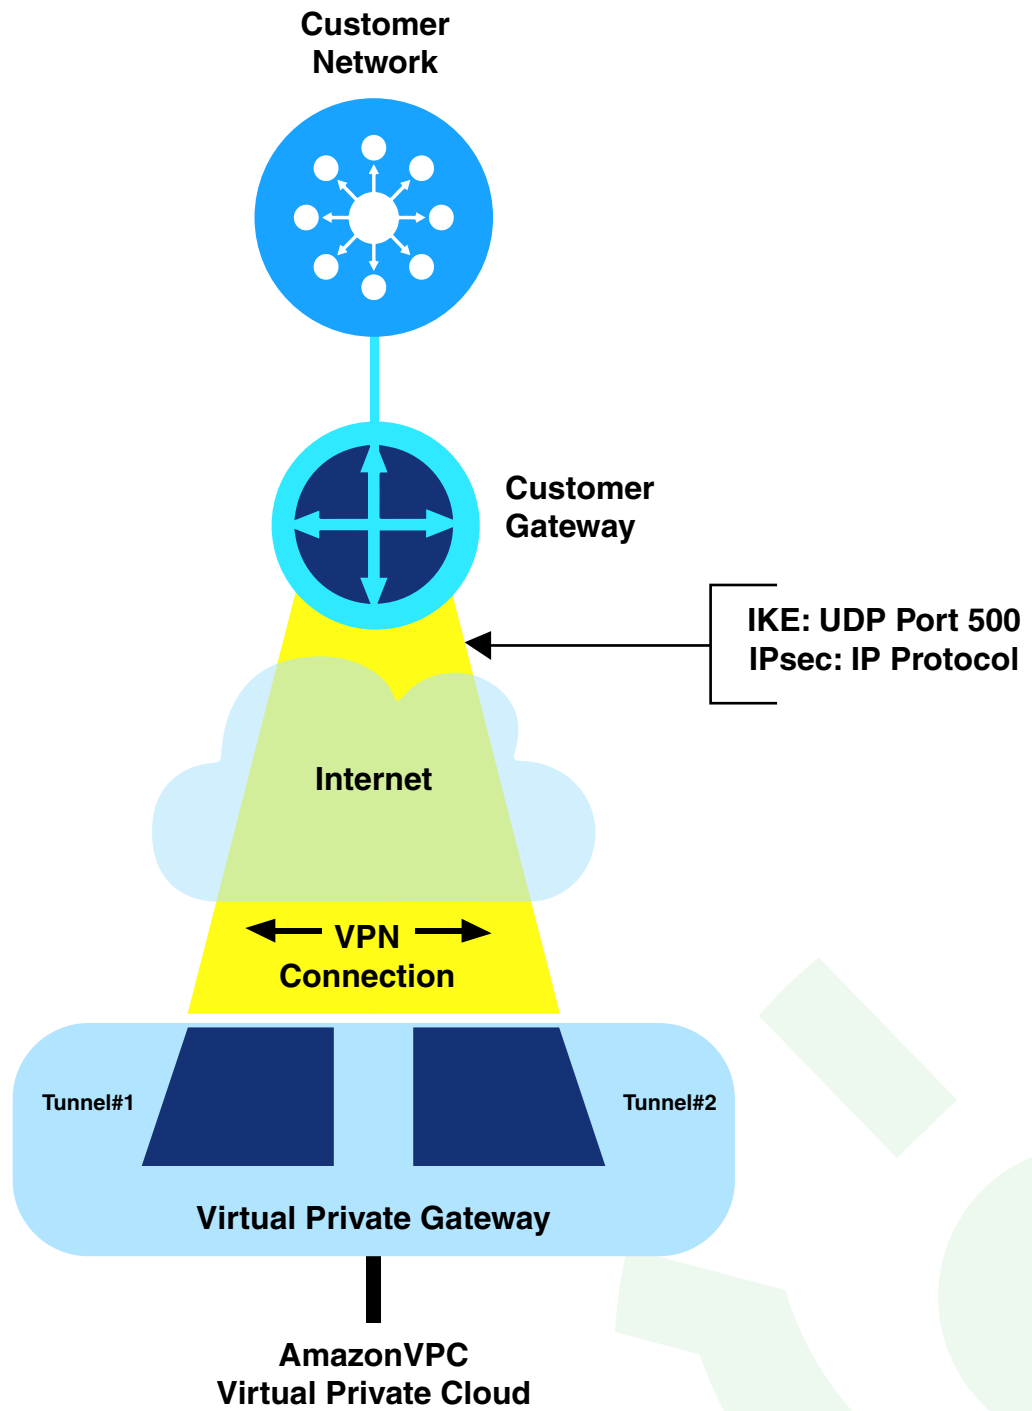 Customer
Network
Customer
Gateway
IKE: UDP Port 500
IPsec: IP Protocol
Internet
VPN
Connection
Tunnel#1
Tunnel#2
Virtual Private Gateway
AmazonVPC
Virtual Private Cloud